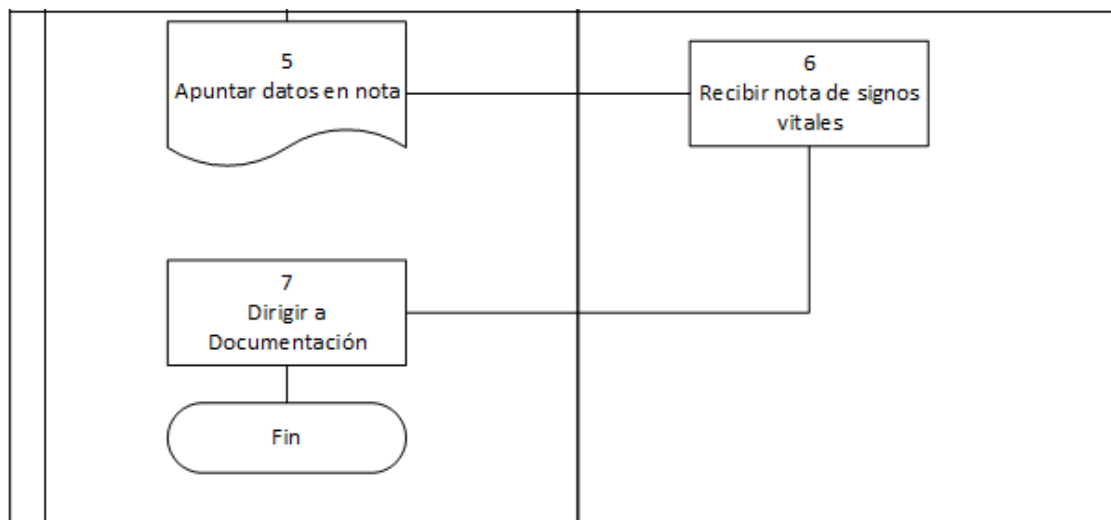 5
Apuntar datos en nota
6
Recibir nota de signos
vitales
7
Dirigir a
Documentación
Fin